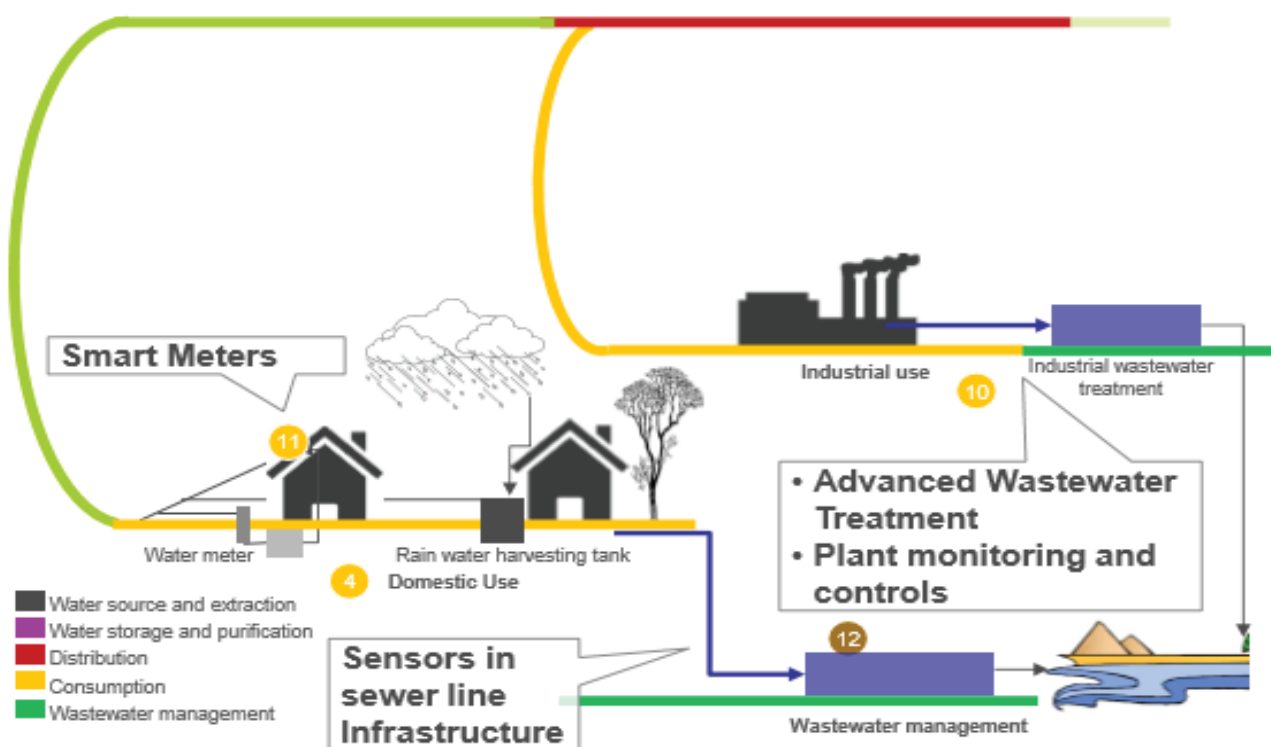 Smart Meters
11
Industrial use
10
Industrial wastewater
treatment
• Advanced Wastewater
Treatment
• Plant monitoring and
controls
Water meter
Rain water harvesting tank
4
Domestic Use
Water source and extraction
Water storage and purification
Distribution
Consumption
Wastewater management
Sensors in
sewer line
Infrastructure
12
Wastewater management